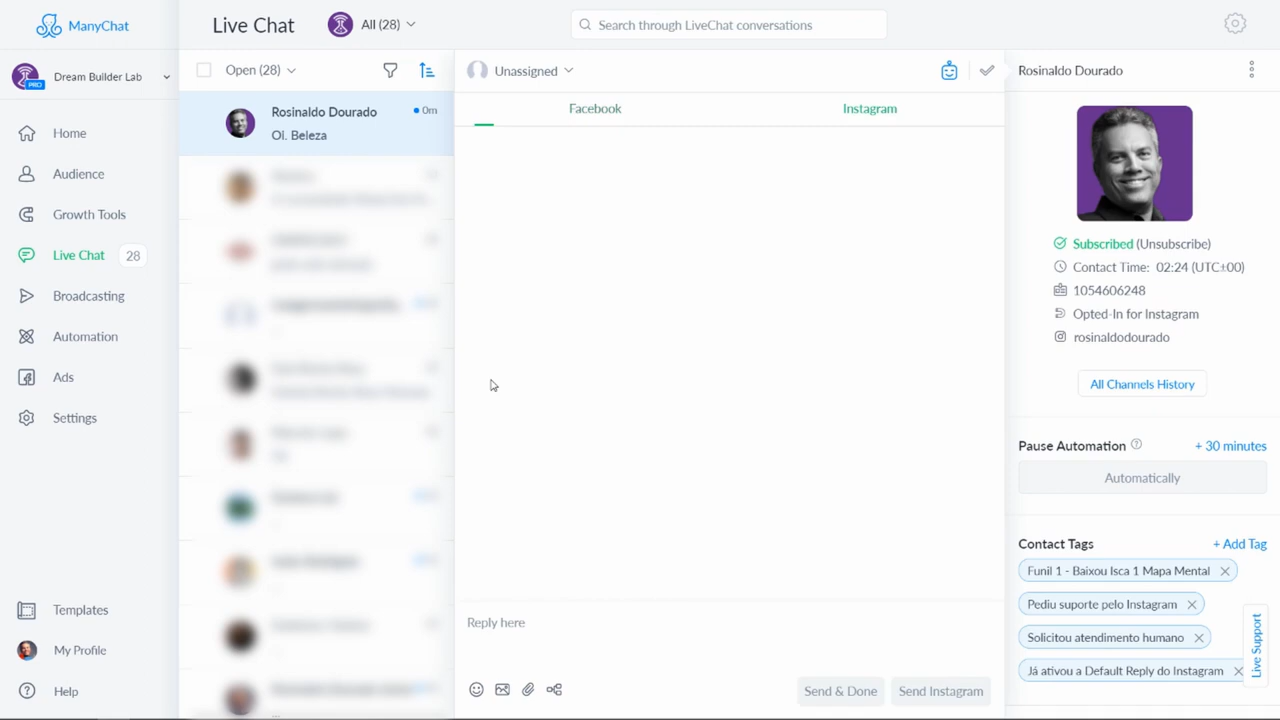 ManyChat
Live Chat
All (28)
Search through LiveChat conversations
PRO
Dream Builder Lab
Home
Audience
Growth Tools
Live Chat 28
Broadcasting
Automation
Ads
Settings
Templates
My Profile
Help
Open (28)
Rosinaldo Dourado
0m
Oi. Beleza
Unassigned
Facebook
Instagram
Reply here
Send & Done
Send Instagram
Rosinaldo Dourado
Subscribed (Unsubscribe)
Contact Time: 02:24 (UTC±00)
1054606248
Opted-In for Instagram
rosinaldodourado
All Channels History
Pause Automation
+ 30 minutes
Automatically
Contact Tags
+ Add Tag
Funil 1 - Baixou Isca 1 Mapa Mental
Pediu suporte pelo Instagram
Solicitou atendimento humano
Já ativou a Default Reply do Instagram
Live Support